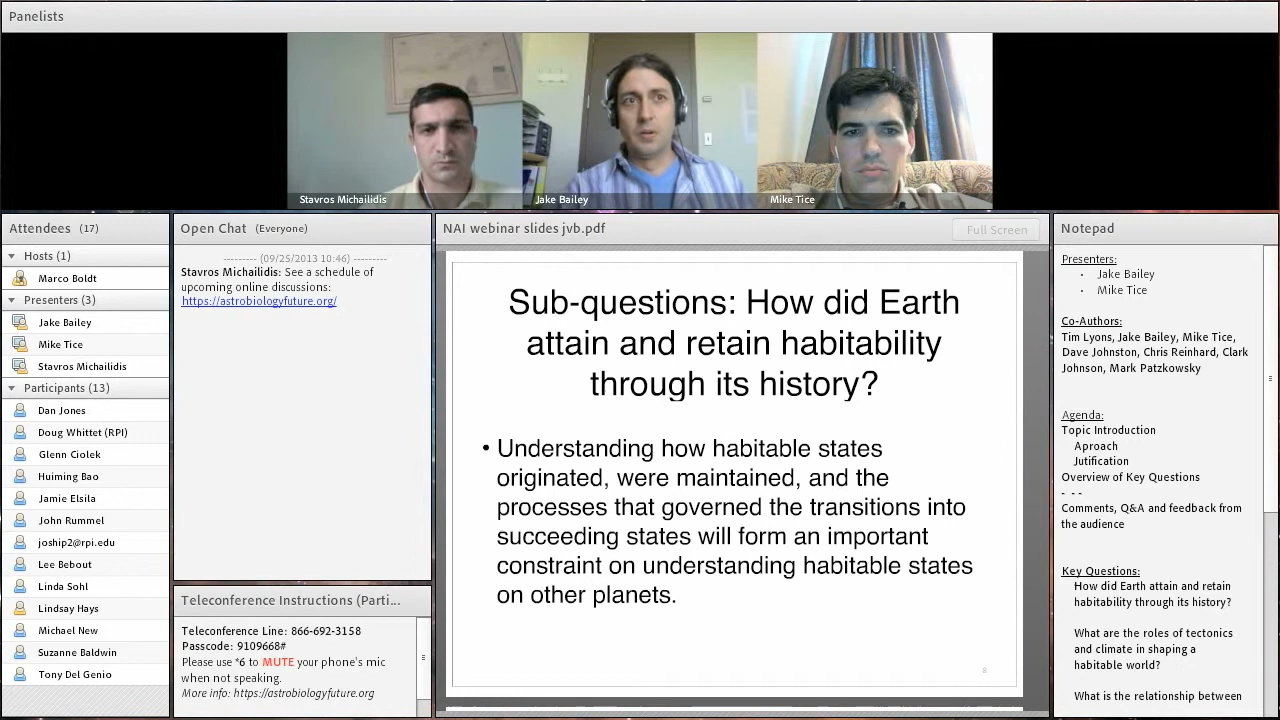 Panelists
Stavros Michailidis
Jake Bailey
Mike Tice
Attendees (17)
Hosts (1)
Marco Boldt
Presenters (3)
Jake Bailey
Mike Tice
Stavros Michailidis
Participants (13)
Dan Jones
Doug Whittet (RPI)
Glenn Ciolek
Huiming Bao
Jamie Elsila
John Rummel
joship2@rpi.edu
Lee Bebout
Linda Sohl
Lindsay Hays
Michael New
Suzanne Baldwin
Tony Del Genio
Open Chat (Everyone)
--------- (09/25/2013 10:46) ---------
Stavros Michailidis: See a schedule of
upcoming online discussions:
https://astrobiologyfuture.org/
Teleconference Instructions (Parti...
Teleconference Line: 866-692-3158
Passcode: 9109668#
Please use *6 to MUTE your phone's mic
when not speaking.
More info: https://astrobiologyfuture.org
NAI webinar slides jvb.pdf
Full Screen
Sub-questions: How did Earth
attain and retain habitability
through its history?
• Understanding how habitable states
originated, were maintained, and the
processes that governed the transitions into
succeeding states will form an important
constraint on understanding habitable states
on other planets.
8
Notepad
Presenters:
• Jake Bailey
• Mike Tice
Co-Authors:
Tim Lyons, Jake Bailey, Mike Tice,
Dave Johnston, Chris Reinhard, Clark
Johnson, Mark Patzkowsky
Agenda:
Topic Introduction
Aproach
Jutification
Overview of Key Questions
- - -
Comments, Q&A and feedback from
the audience
Key Questions:
How did Earth attain and retain
habitability through its history?
What are the roles of tectonics
and climate in shaping a
habitable world?
What is the relationship between